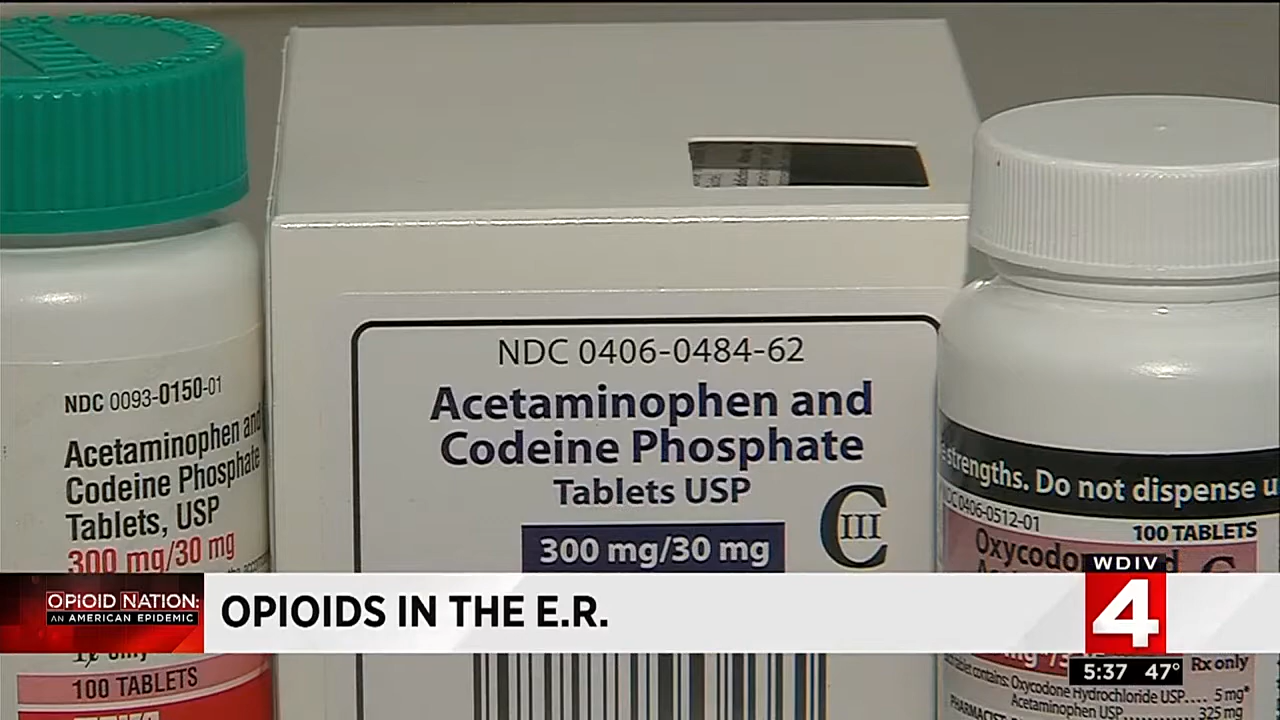 NDC 0093-0150-01
Acetaminophen and
Codeine Phosphate
Tablets, USP
300 mg/30 mg
100 TABLETS
NDC 0406-0484-62
Acetaminophen and
Codeine Phosphate
Tablets USP
300 mg/30 mg
CIII
strengths. Do not dispense
NDC 0406-0512-01
100 TABLETS
Rx only
tablet contains: Oxycodone Hydrochloride USP.... 5 mg*
Acetaminophen USP 325 mg
OPIOID NATION:
AN AMERICAN EPIDEMIC
OPIOIDS IN THE E.R.
WDIV
4
5:37 47°